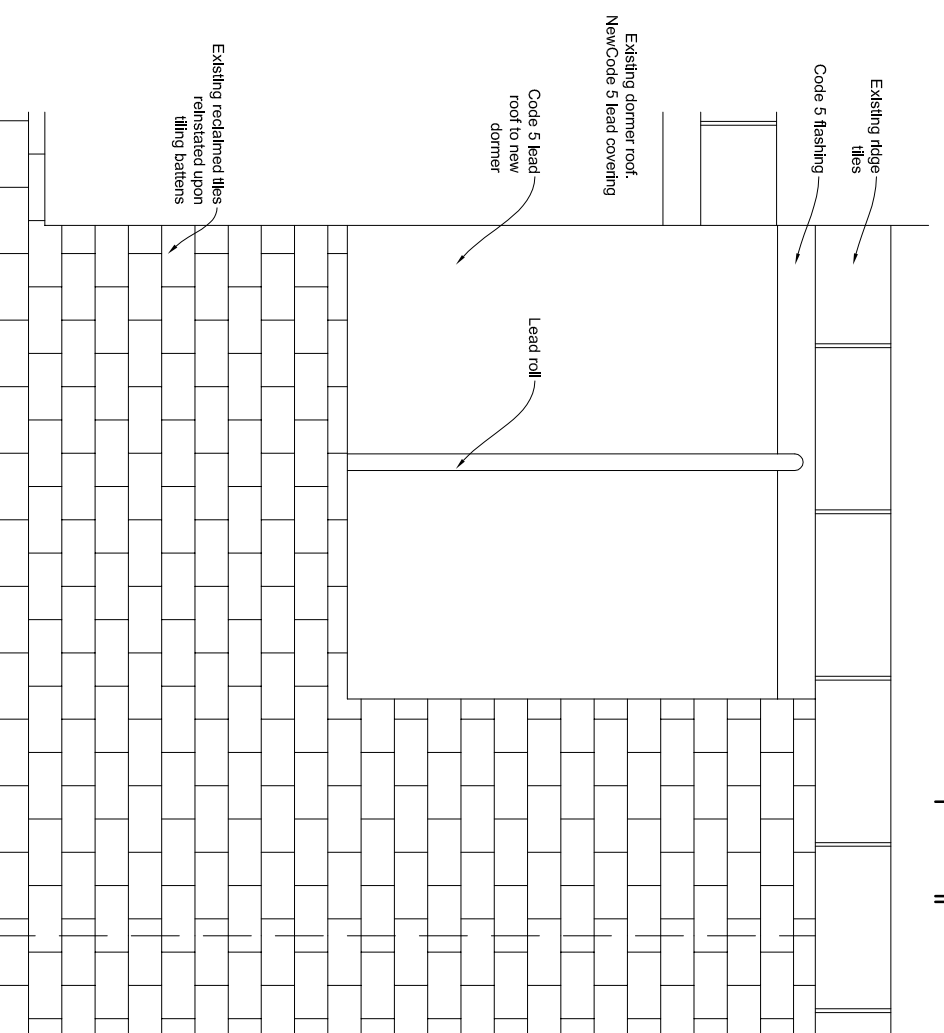 Existing ridge
tiles
Code 5 flashing
Existing dormer roof.
NewCode 5 lead covering
Code 5 lead
roof to new
dormer
Lead roll
Existing reclaimed tiles
reinstated upon
tiling battens